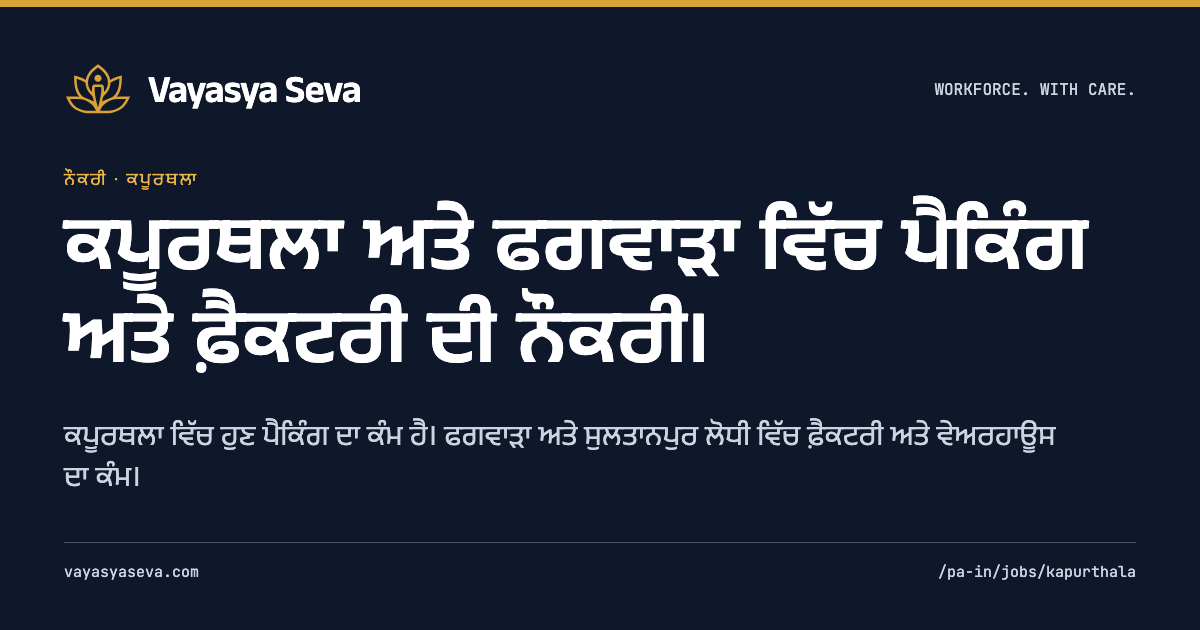 Vayasya Seva
WORKFORCE. WITH CARE.
ਨੌਕਰੀ · ਕਪੂਰਥਲਾ
ਕਪੂਰਥਲਾ ਅਤੇ ਫਗਵਾੜਾ ਵਿੱਚ ਪੈਕਿੰਗ
ਅਤੇ ਫ਼ੈਕਟਰੀ ਦੀ ਨੌਕਰੀ।
ਕਪੂਰਥਲਾ ਵਿੱਚ ਹੁਣ ਪੈਕਿੰਗ ਦਾ ਕੰਮ ਹੈ। ਫਗਵਾੜਾ ਅਤੇ ਸੁਲਤਾਨਪੁਰ ਲੋਧੀ ਵਿੱਚ ਫ਼ੈਕਟਰੀ ਅਤੇ ਵੇਅਰਹਾਊਸ
ਦਾ ਕੰਮ।
vayasyaseva.com
/pa-in/jobs/kapurthala